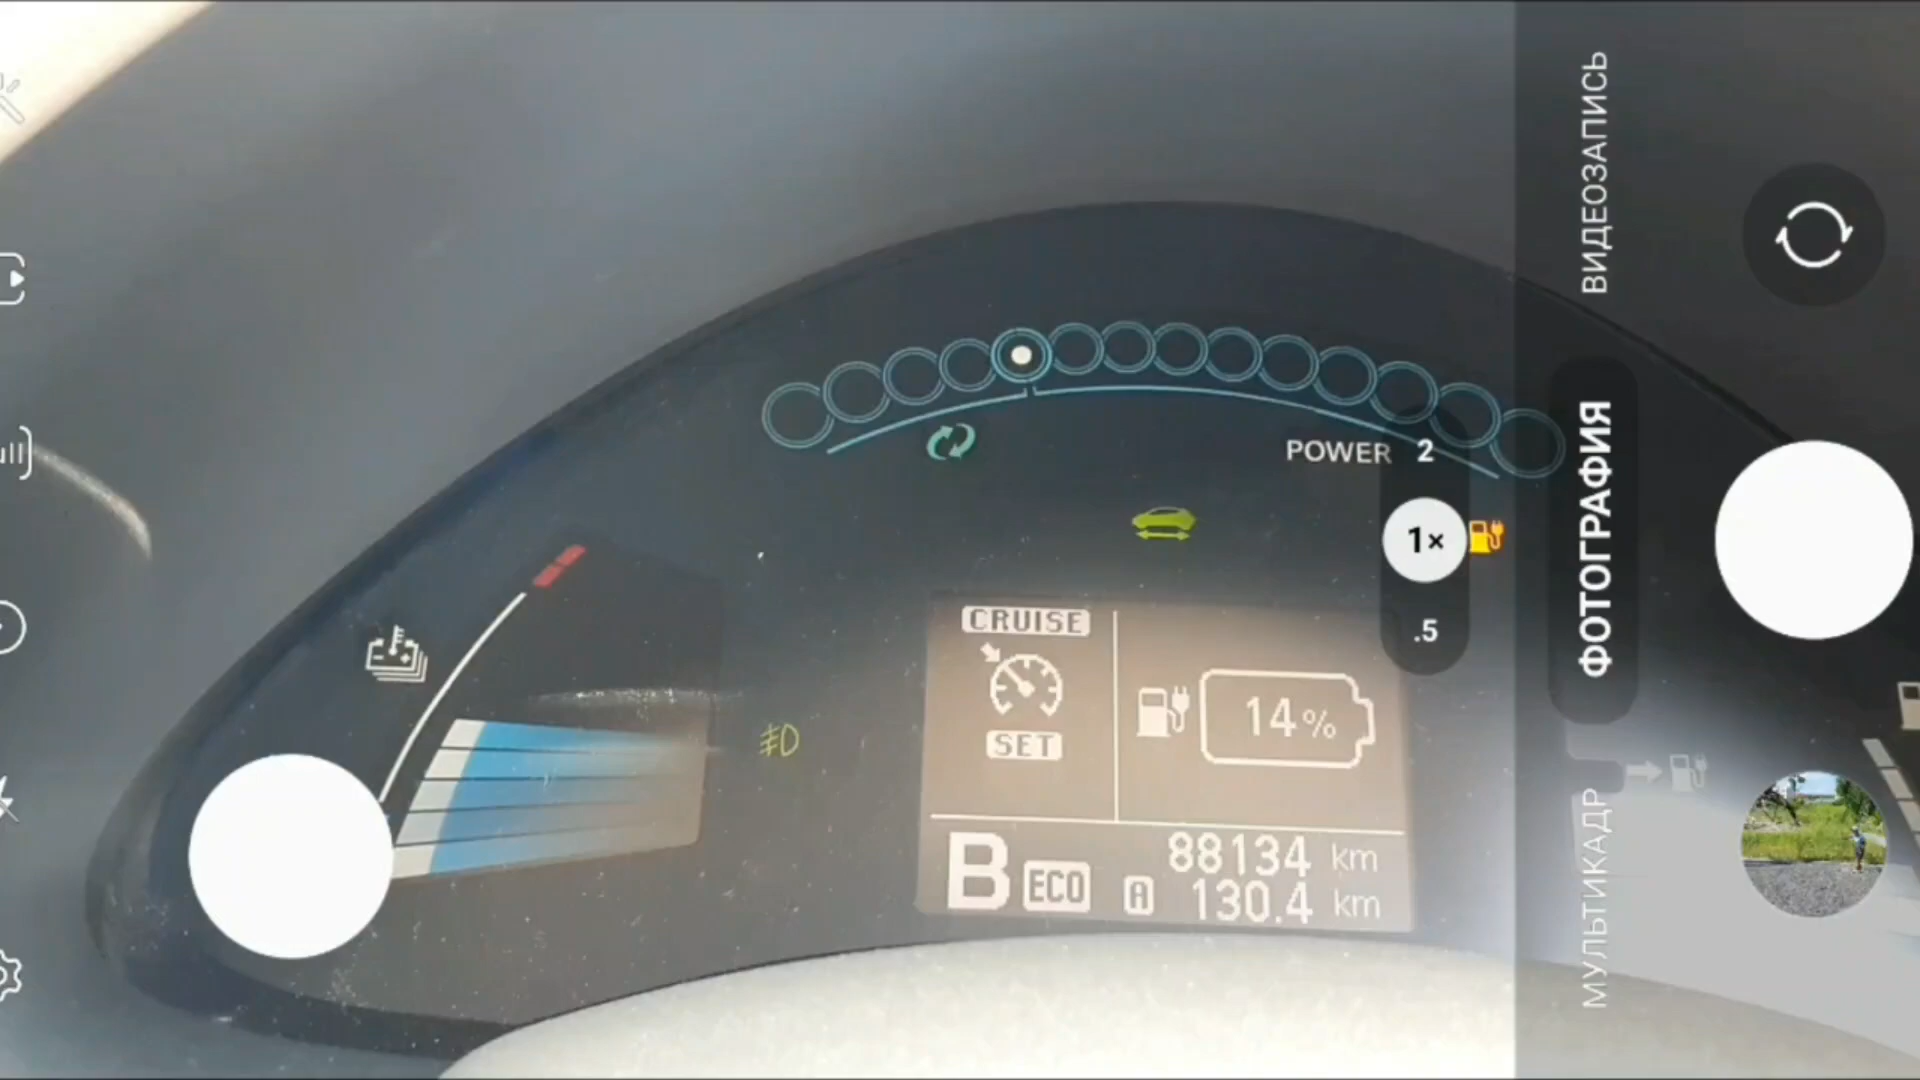 POWER
2
1×
.5
CRUISE
SET
14%
B ECO
88134 km
A 130.4 km
ВИДЕОЗАПИСЬ
ФОТОГРАФИЯ
МУЛЬТИКАДР